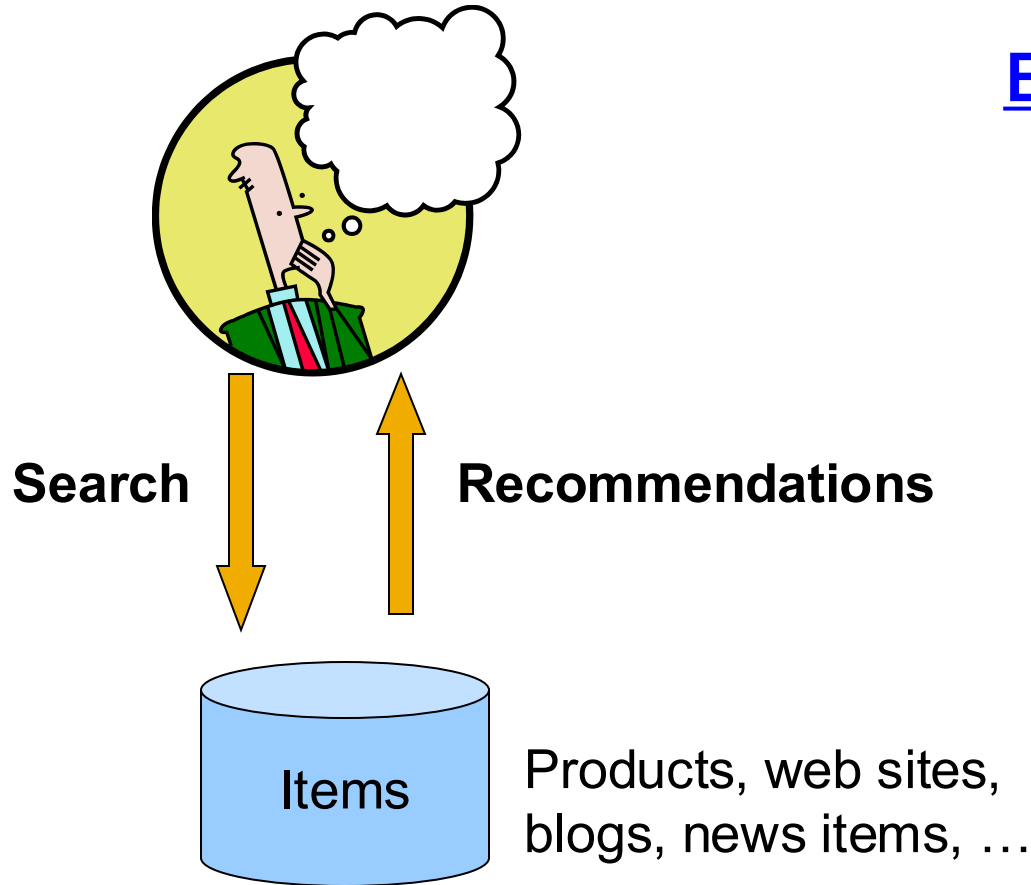 Search
Recommendations
Items
Products, web sites,
blogs, news items, …